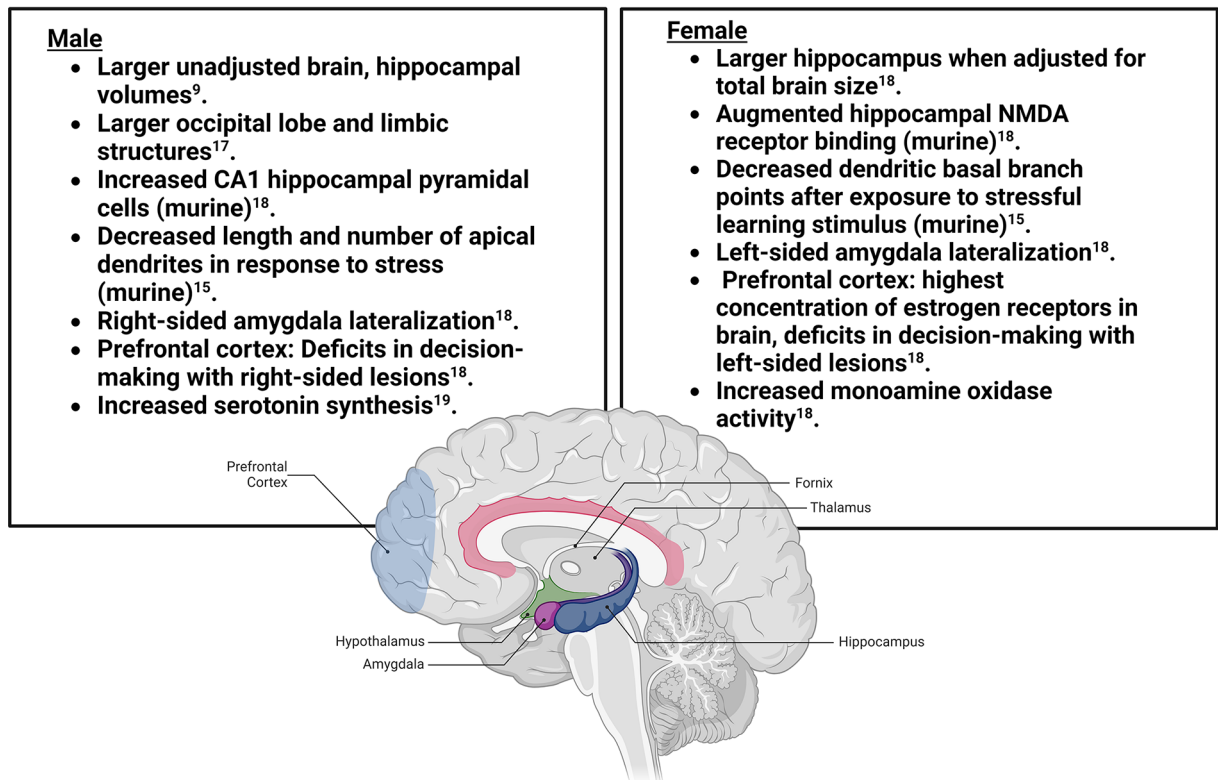 Male
• Larger unadjusted brain, hippocampal
volumes⁹.
• Larger occipital lobe and limbic
structures¹⁷.
• Increased CA1 hippocampal pyramidal
cells (murine)¹⁸.
• Decreased length and number of apical
dendrites in response to stress
(murine)¹⁵.
• Right-sided amygdala lateralization¹⁸.
• Prefrontal cortex: Deficits in decision-
making with right-sided lesions¹⁸.
• Increased serotonin synthesis¹⁹.
Female
• Larger hippocampus when adjusted for
total brain size¹⁸.
• Augmented hippocampal NMDA
receptor binding (murine)¹⁸.
• Decreased dendritic basal branch
points after exposure to stressful
learning stimulus (murine)¹⁵.
• Left-sided amygdala lateralization¹⁸.
• Prefrontal cortex: highest
concentration of estrogen receptors in
brain, deficits in decision-making with
left-sided lesions¹⁸.
• Increased monoamine oxidase
activity¹⁸.
Prefrontal
Cortex
Fornix
Thalamus
Hypothalamus
Amygdala
Hippocampus